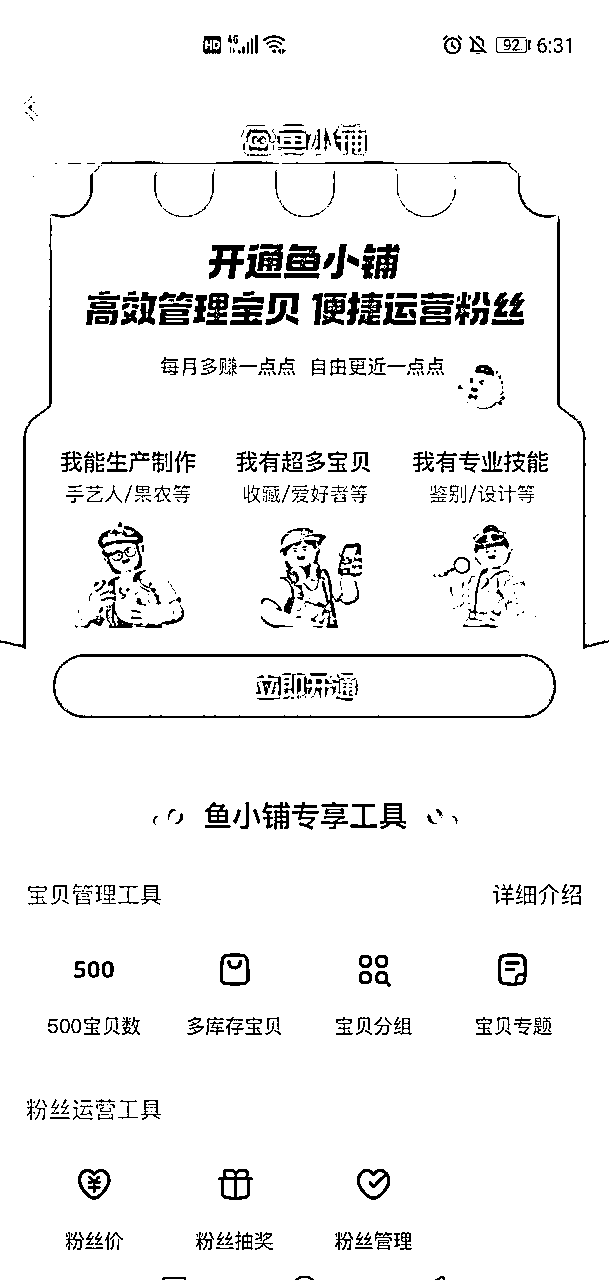 HD 4G 92 6:31
鱼小铺
开通鱼小铺
高效管理宝贝 便捷运营粉丝
每月多赚一点点 自由更近一点点
我能生产制作 我有超多宝贝 我有专业技能
手艺人/果农等 收藏/爱好者等 鉴别/设计等
立即开通
鱼小铺专享工具
宝贝管理工具 详细介绍
500
500宝贝数 多库存宝贝 宝贝分组 宝贝专题
粉丝运营工具
粉丝价 粉丝抽奖 粉丝管理